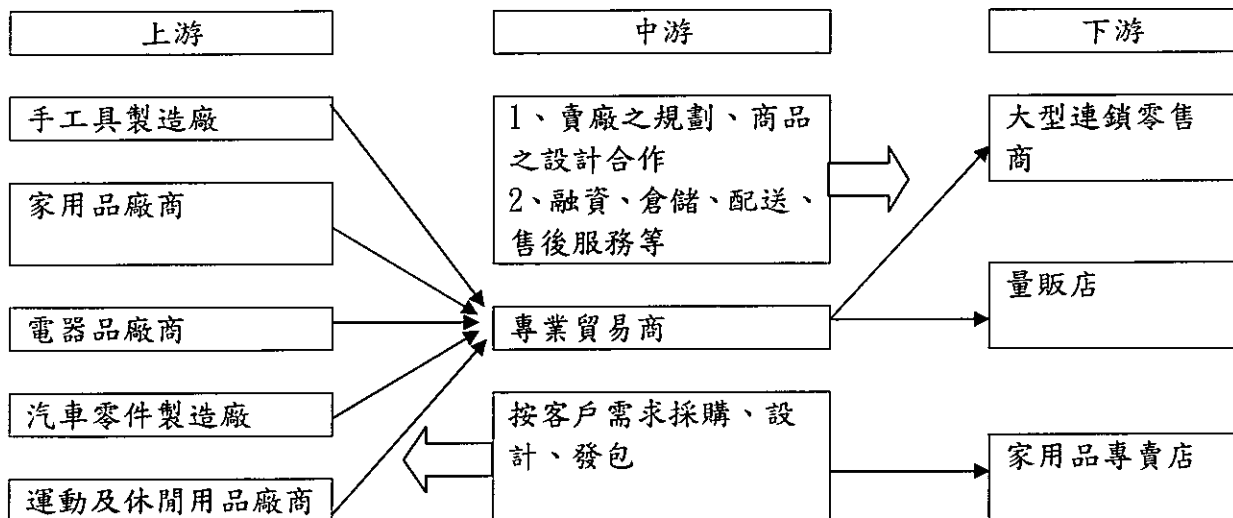 上游
中游
下游
手工具製造廠
家用品廠商
電器品廠商
汽車零件製造廠
運動及休閒用品廠商
1、賣廠之規劃、商品
之設計合作
2、融資、倉儲、配送、
售後服務等
專業貿易商
按客戶需求採購、設
計、發包
大型連鎖零售
商
量販店
家用品專賣店